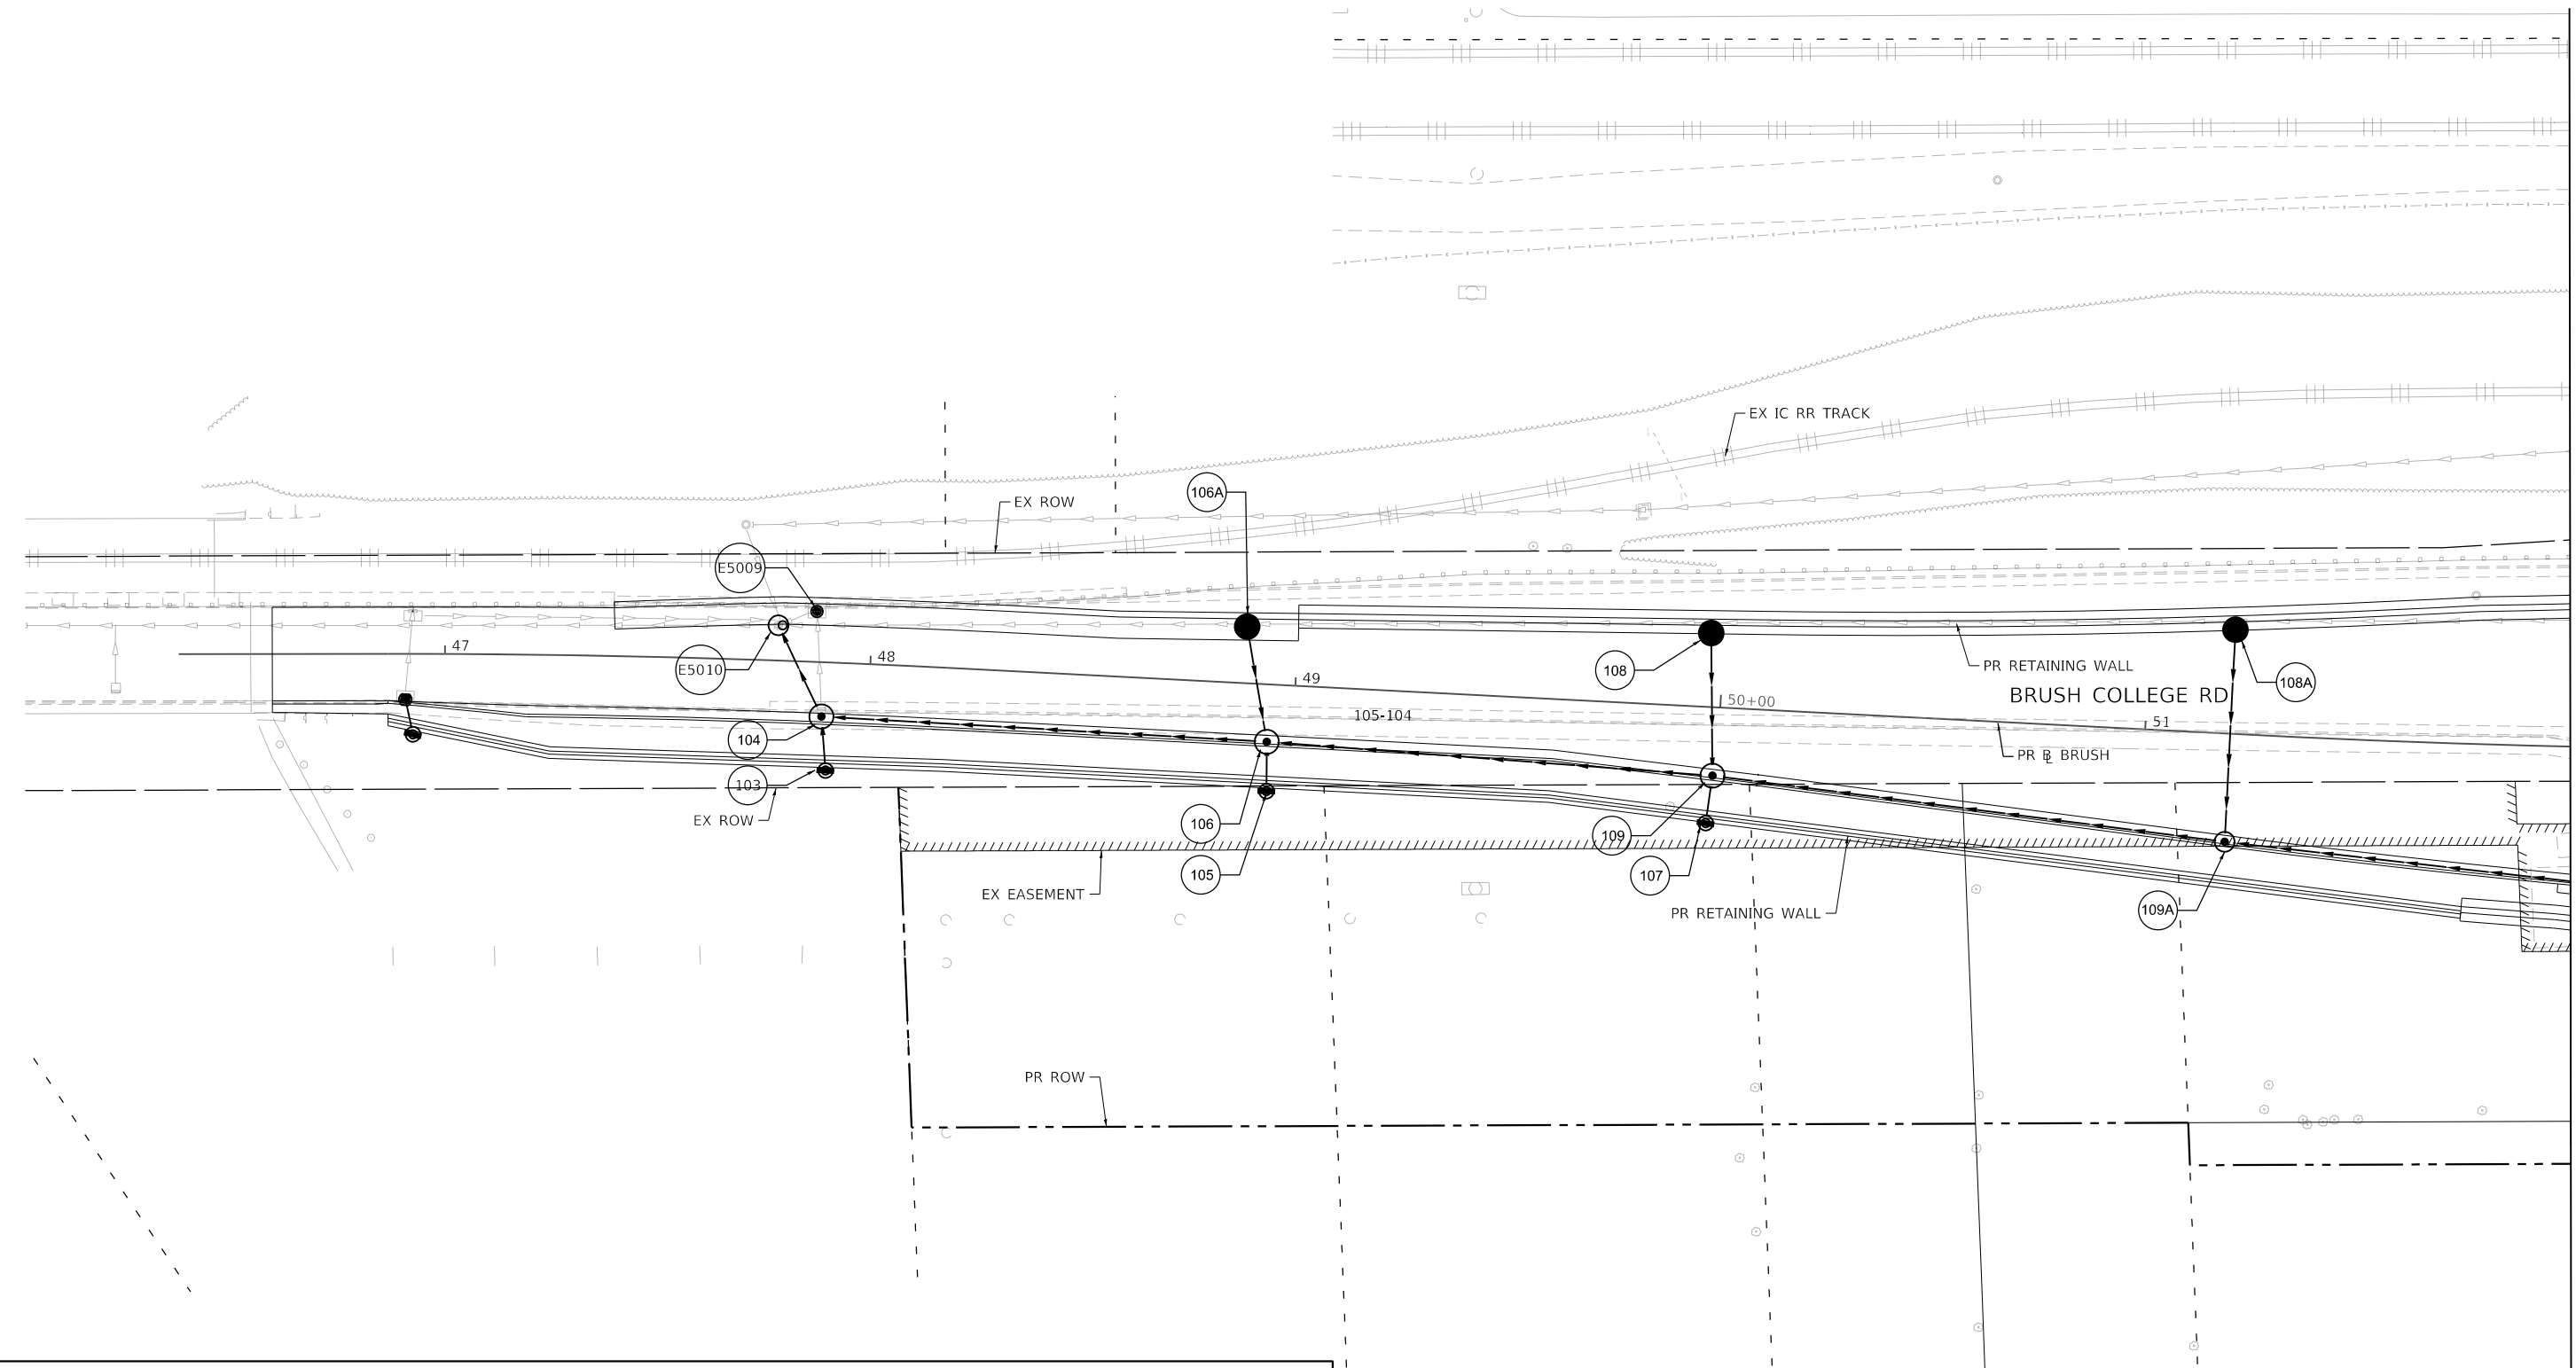 EX IC RR TRACK
106A
EX ROW
E5009
47
48
E5010
49
108
PR RETAINING WALL
108A
BRUSH COLLEGE RD
50+00
105-104
51
104
PR BL BRUSH
103
EX ROW
106
109
105
107
EX EASEMENT
PR RETAINING WALL
109A
PR ROW